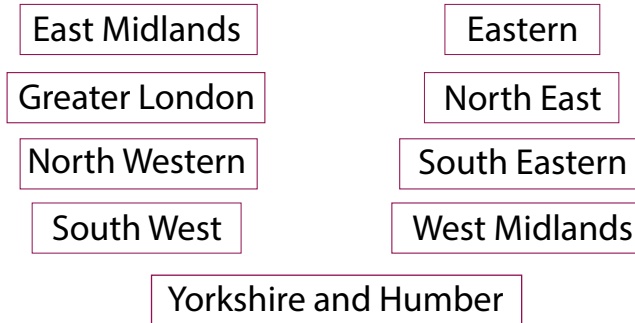 East Midlands
Eastern
Greater London
North East
North Western
South Eastern
South West
West Midlands
Yorkshire and Humber